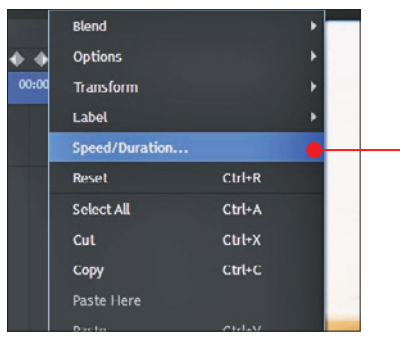 Blend
Options
00:00
Transform
Label
Speed/Duration...
Reset Ctrl+R
Select All Ctrl+A
Cut Ctrl+X
Copy Ctrl+C
Paste Here